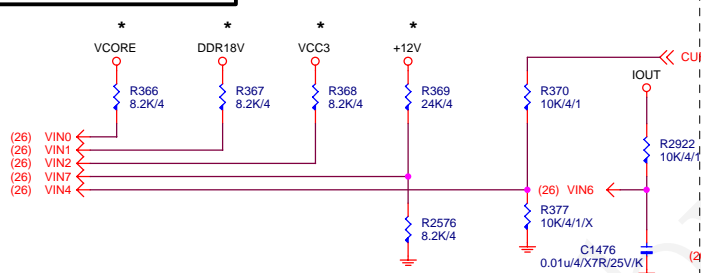 * * * *
VCORE DDR18V VCC3 +12V
IOUT
R366
8.2K/4
R367
8.2K/4
R368
8.2K/4
R369
24K/4
R370
10K/4/1
R2922
10K/4/1
(26) VIN0
(26) VIN1
(26) VIN2
(26) VIN7
(26) VIN4
(26) VIN6
R2576
8.2K/4
R377
10K/4/1/X
C1476
0.01u/4/X7R/25V/K